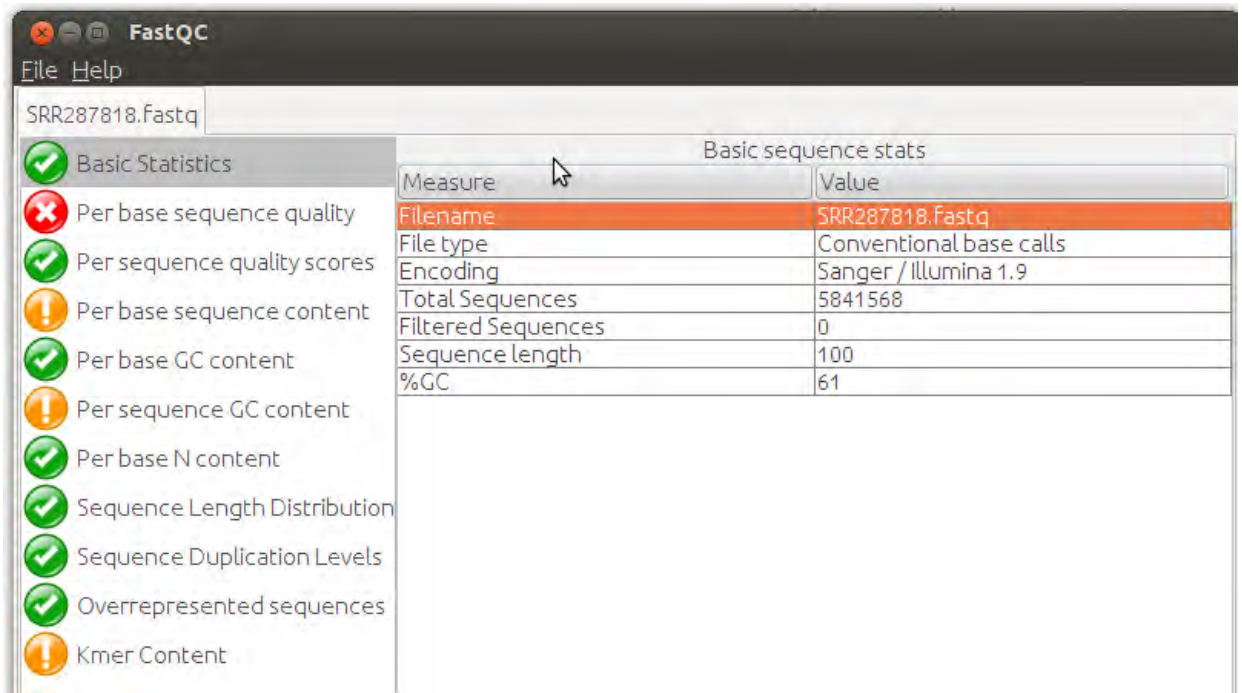 FastQC
File Help
SRR287818.fastq
Basic Statistics
Per base sequence quality
Per sequence quality scores
Per base sequence content
Per base GC content
Per sequence GC content
Per base N content
Sequence Length Distribution
Sequence Duplication Levels
Overrepresented sequences
Kmer Content
Basic sequence stats
Measure Value
Filename SRR287818.fastq
File type Conventional base calls
Encoding Sanger / Illumina 1.9
Total Sequences 5841568
Filtered Sequences 0
Sequence length 100
%GC 61